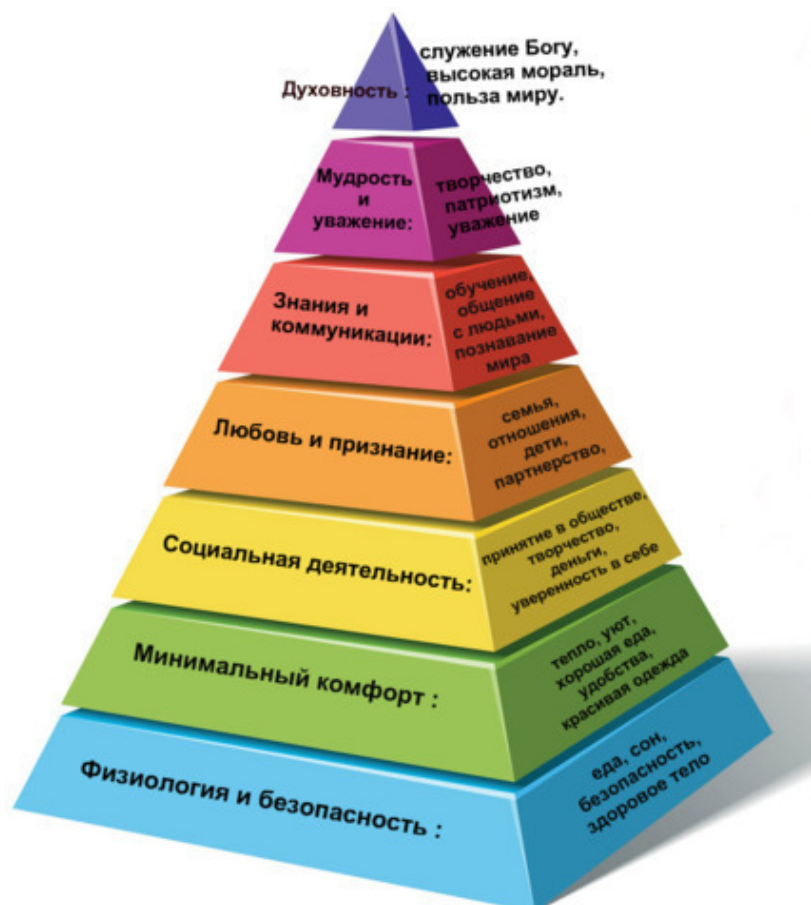 Духовность :
служение Богу,
высокая мораль,
польза миру.
Мудрость
и
уважение:
творчество,
патриотизм,
уважение
Знания и
коммуникации:
обучение,
общение
с людьми,
познавание
мира
Любовь и признание:
семья,
отношения,
дети,
партнерство,
Социальная деятельность:
принятие в обществе,
творчество,
деньги,
уверенность в себе
Минимальный комфорт :
тепло, уют,
хорошая еда,
удобства,
красивая одежда
Физиология и безопасность :
еда, сон,
безопасность,
здоровое тело